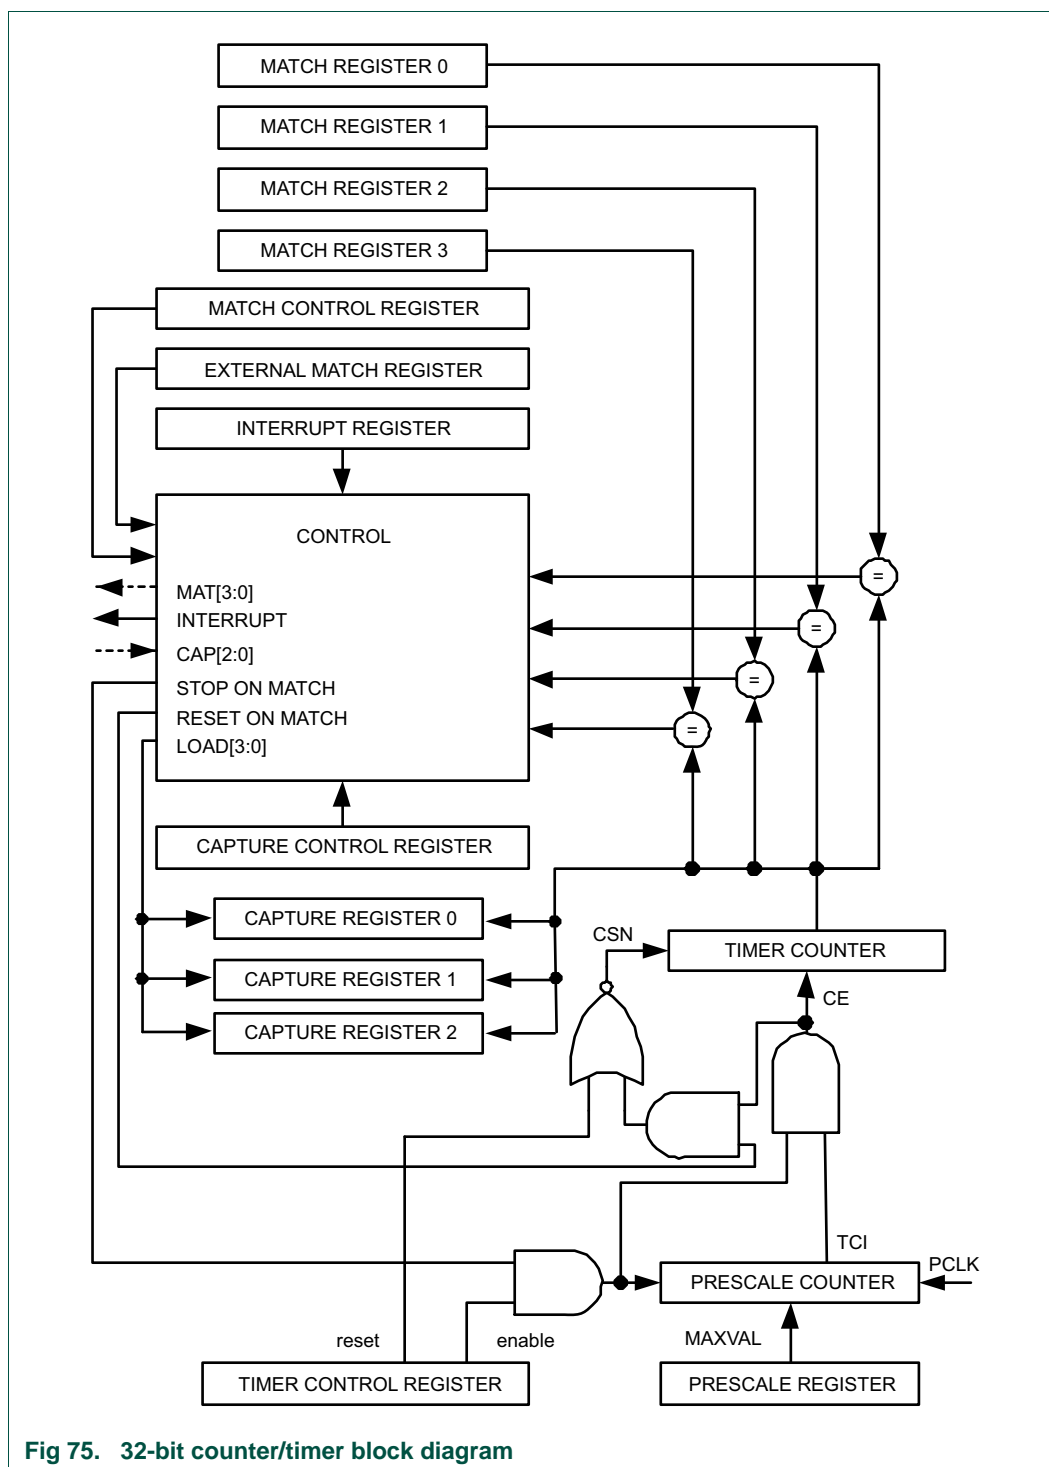 MATCH REGISTER 0
MATCH REGISTER 1
MATCH REGISTER 2
MATCH REGISTER 3
MATCH CONTROL REGISTER
EXTERNAL MATCH REGISTER
INTERRUPT REGISTER
CONTROL
=
=
=
=
MAT[3:0]
INTERRUPT
CAP[2:0]
STOP ON MATCH
RESET ON MATCH
LOAD[3:0]
CAPTURE CONTROL REGISTER
CAPTURE REGISTER 0
CAPTURE REGISTER 1
CAPTURE REGISTER 2
CSN
TIMER COUNTER
CE
TCI
PCLK
PRESCALE COUNTER
reset
enable
MAXVAL
TIMER CONTROL REGISTER
PRESCALE REGISTER
Fig 75. 32-bit counter/timer block diagram